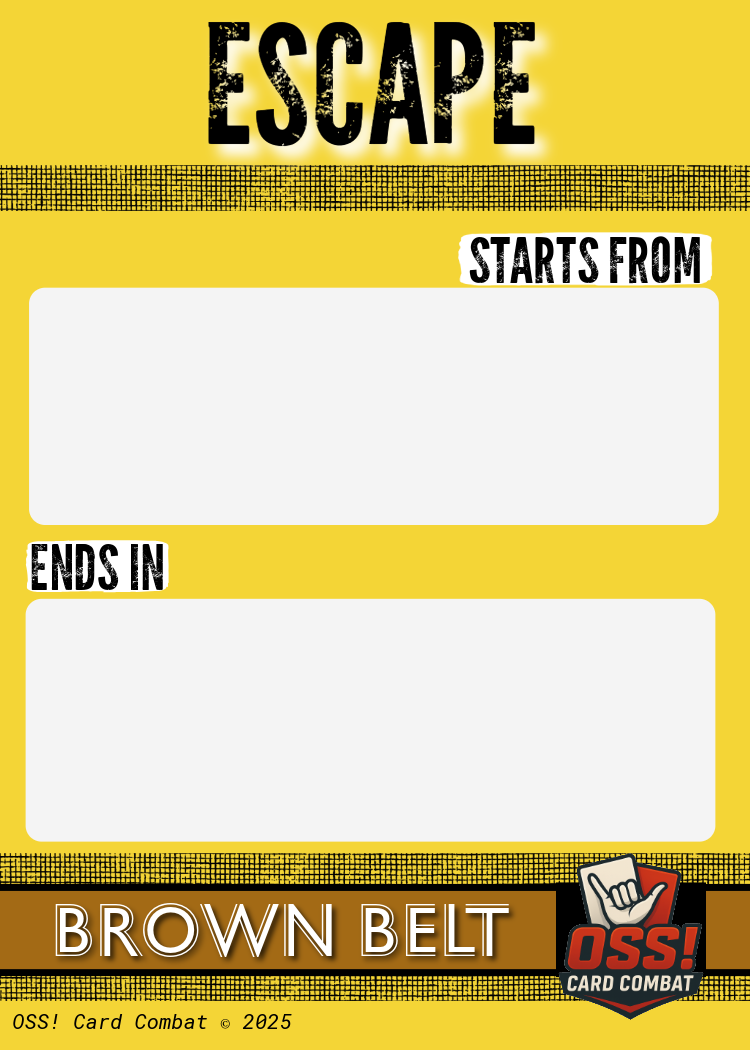 ESCAPE
STARTS FROM
ENDS IN
BROWN BELT
OSS!
CARD COMBAT
OSS! Card Combat © 2025